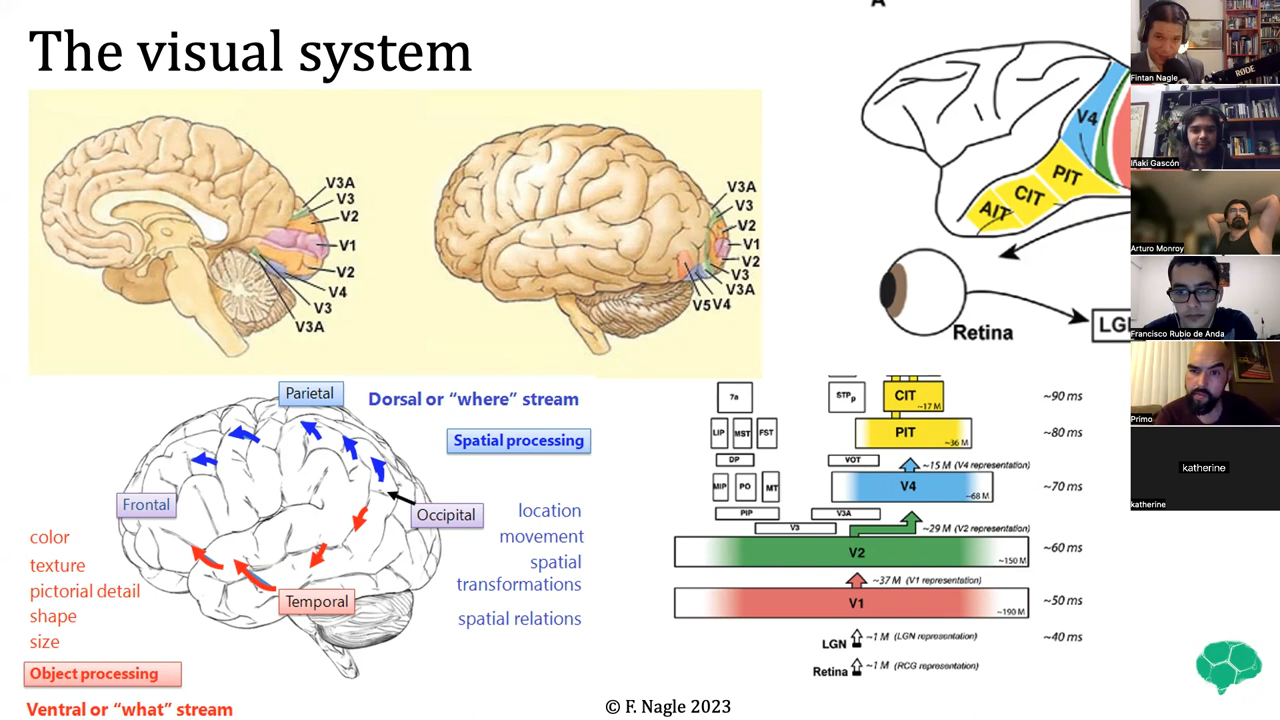 The visual system
A
V3A
V3
V2
V1
V2
V4
V3
V3A
V3A
V3
V2
V1
V2
V3
V3A
V5 V4
V4
PIT
CIT
AIT
Retina
LG
Parietal
Dorsal or “where” stream
Spatial processing
Frontal
Occipital
Temporal
location
movement
spatial
transformations
spatial relations
color
texture
pictorial detail
shape
size
Object processing
Ventral or “what” stream
7a
STPp
CIT
~17 M
~90 ms
LIP
MST
FST
PIT
~36 M
~80 ms
DP
VOT
~15 M (V4 representation)
MIP
PO
MT
V4
~68 M
~70 ms
PIP
V3A
V3
~29 M (V2 representation)
V2
~150 M
~60 ms
~37 M (V1 representation)
V1
~190 M
~50 ms
LGN
~1 M (LGN representation)
~40 ms
Retina
~1 M (RCG representation)
© F. Nagle 2023
RØDE
Fintan Nagle
Iñaki Gascón
Arturo Monroy
Francisco Rubio de Anda
Primo
katherine
katherine